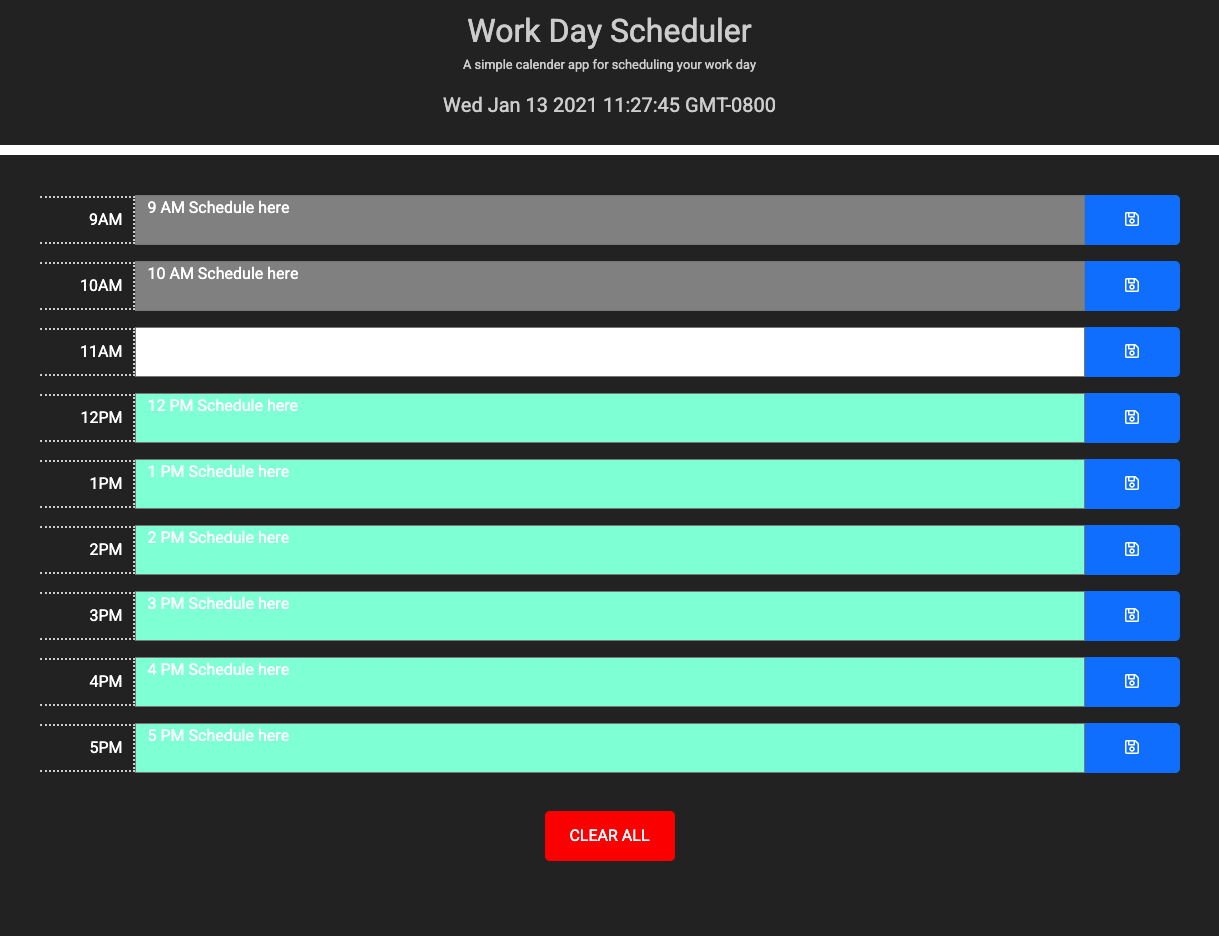 Work Day Scheduler
A simple calender app for scheduling your work day
Wed Jan 13 2021 11:27:45 GMT-0800
9AM 9 AM Schedule here
10AM 10 AM Schedule here
11AM
12PM 12 PM Schedule here
1PM 1 PM Schedule here
2PM 2 PM Schedule here
3PM 3 PM Schedule here
4PM 4 PM Schedule here
5PM 5 PM Schedule here
CLEAR ALL